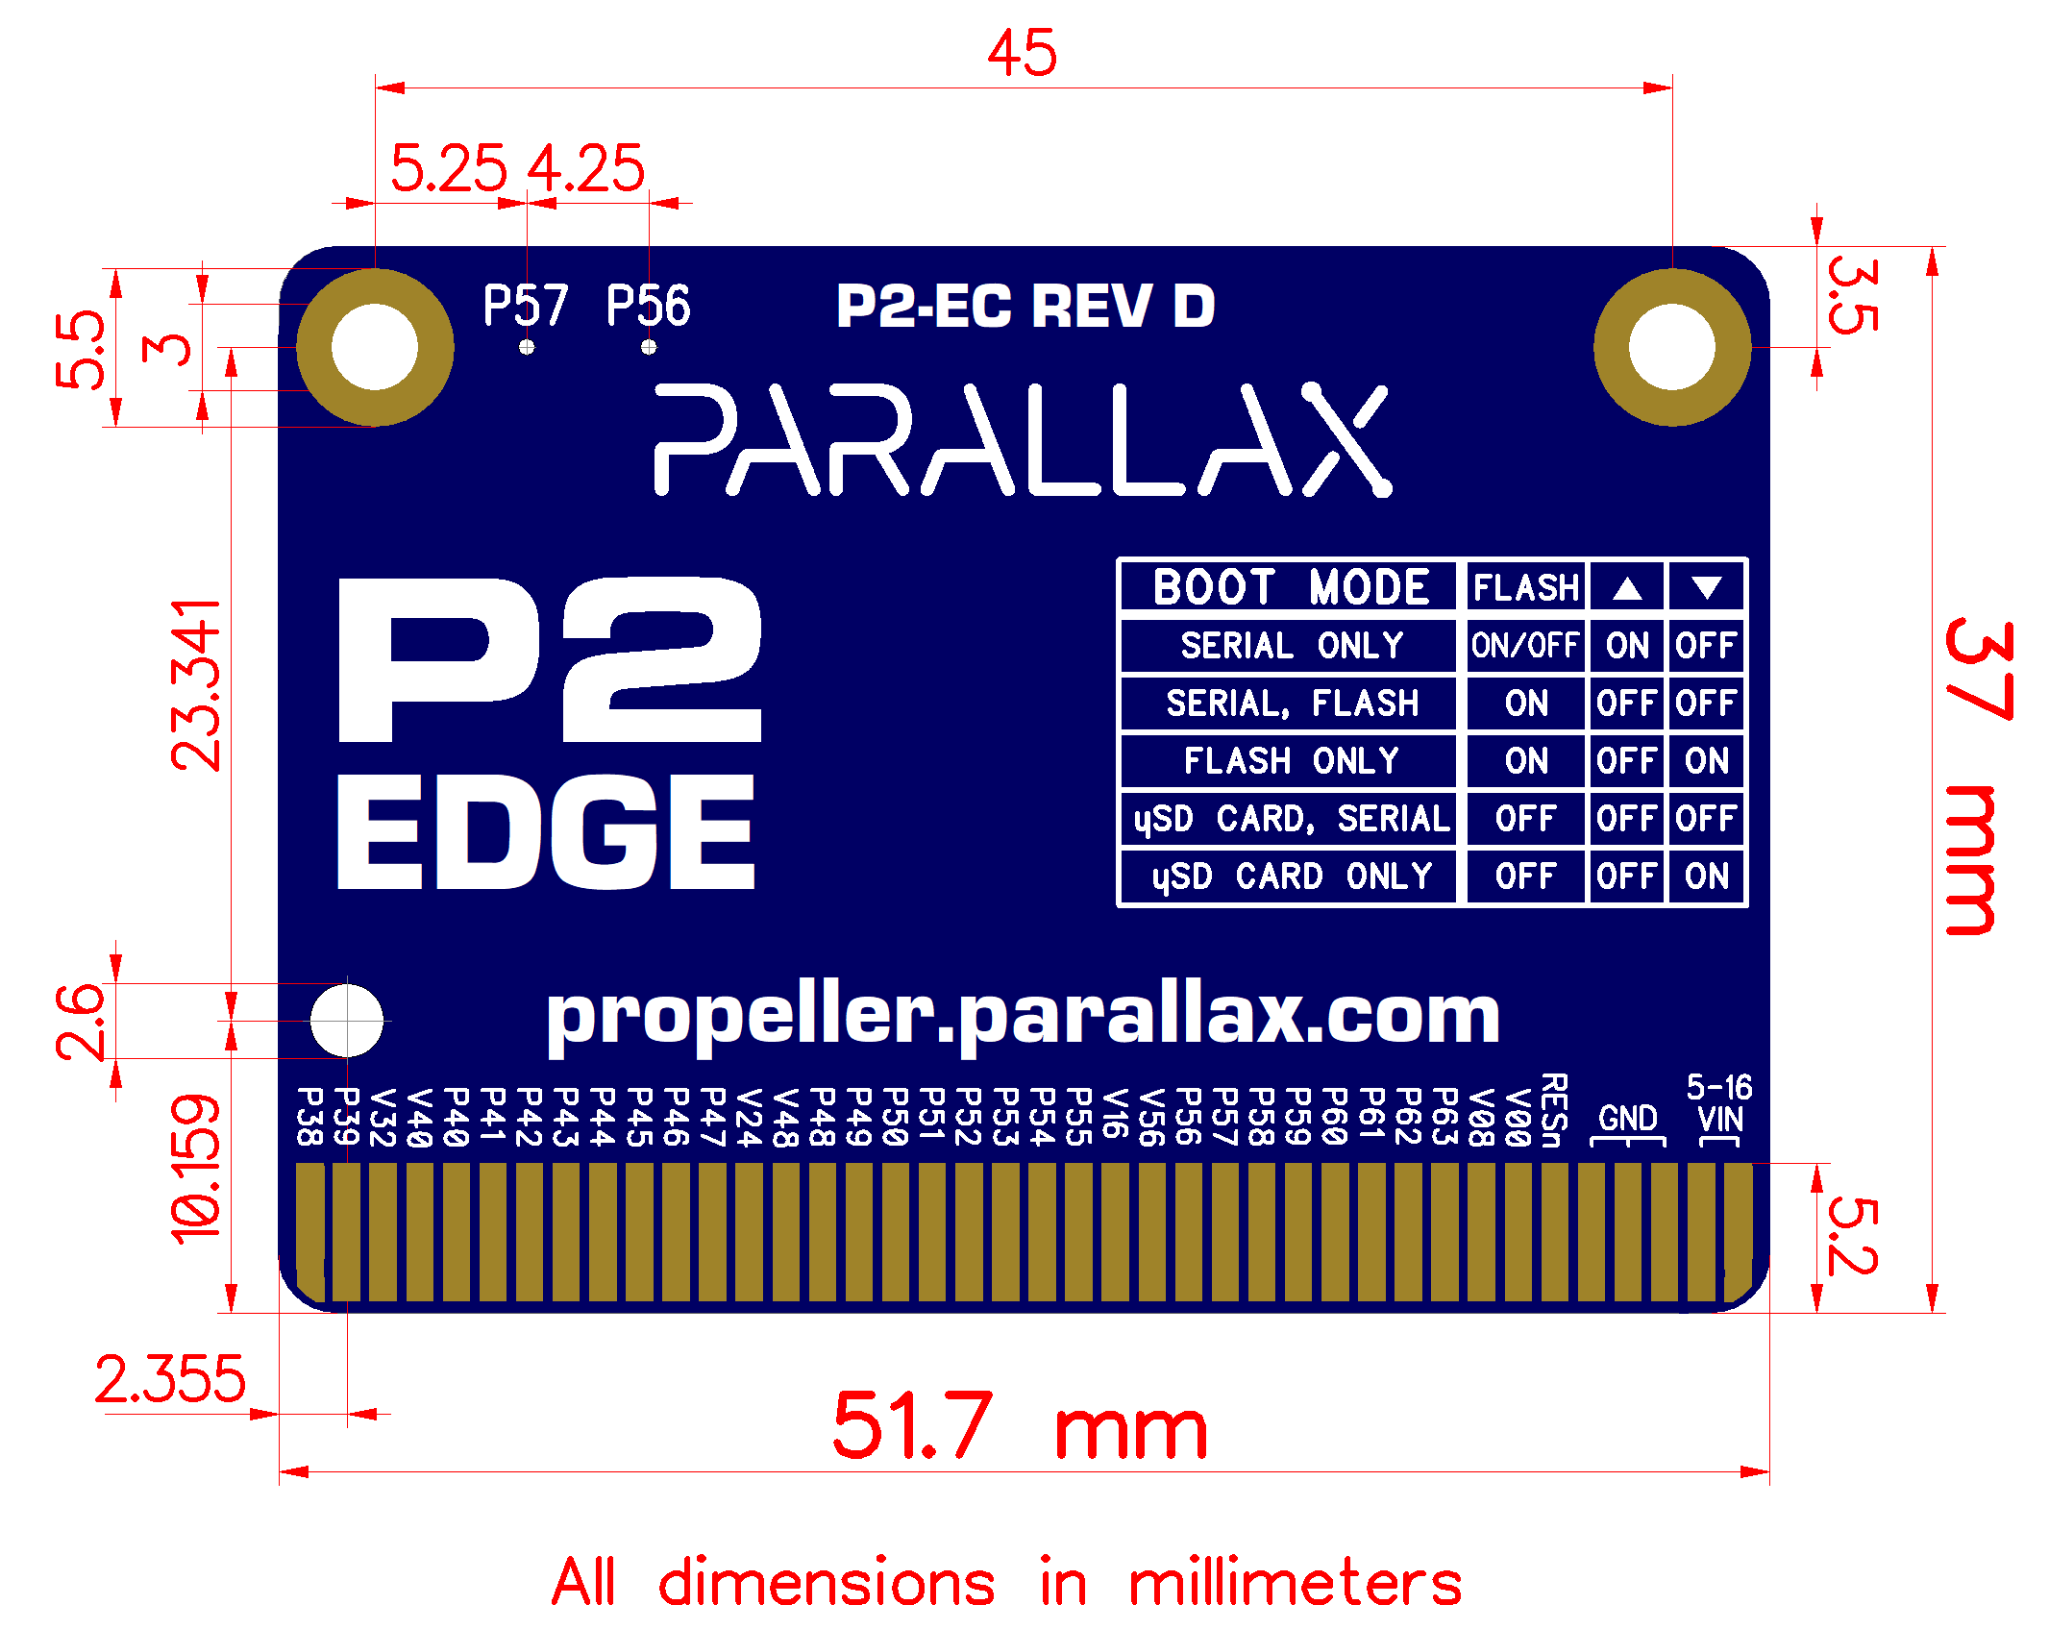 45
5.25 4.25
P57 P56 P2-EC REV D
5.5
3
3.5
PARALLAX
P2
EDGE
BOOT MODE FLASH ▲ ▼
SERIAL ONLY ON/OFF ON OFF
SERIAL, FLASH ON OFF OFF
FLASH ONLY ON OFF ON
µSD CARD, SERIAL OFF OFF OFF
µSD CARD ONLY OFF OFF ON
23.341
37 mm
2.6
propeller.parallax.com
10.159
P38 P39 V32 V40 P40 P41 P42 P43 P44 P45 P46 P47 V24 V48 P48 P49 P50 P51 P52 P53 P54 P55 V16 V56 P56 P57 P58 P59 P60 P61 P62 P63 V08 V00 RESn GND 5-16
VIN
5.2
2.355
51.7 mm
All dimensions in millimeters